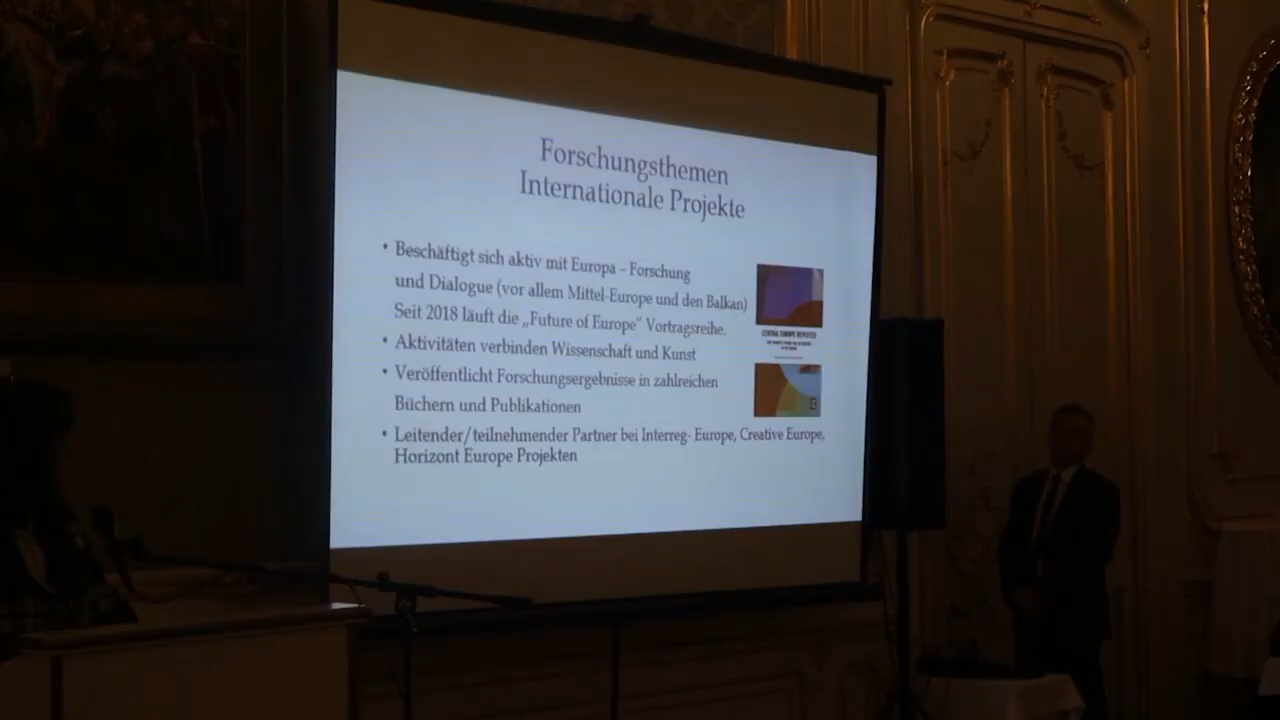 Forschungsthemen
Internationale Projekte
• Beschäftigt sich aktiv mit Europa – Forschung
und Dialogue (vor allem Mittel-Europe und den Balkan)
Seit 2018 läuft die „Future of Europe" Vortragsreihe.
• Aktivitäten verbinden Wissenschaft und Kunst
• Veröffentlicht Forschungsergebnisse in zahlreichen
Büchern und Publikationen
• Leitender/teilnehmender Partner bei Interreg- Europe, Creative Europe,
Horizont Europe Projekten
CENTRAL EUROPE REVISITED